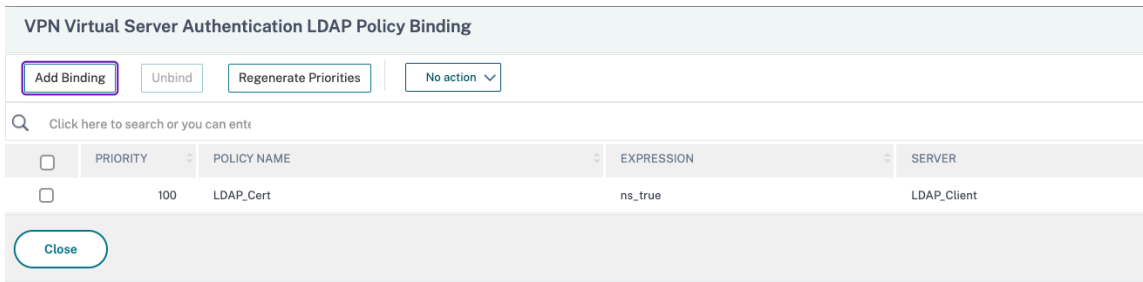 VPN Virtual Server Authentication LDAP Policy Binding
Add Binding Unbind Regenerate Priorities No action
Click here to search or you can ente
PRIORITY POLICY NAME EXPRESSION SERVER
100 LDAP_Cert ns_true LDAP_Client
Close